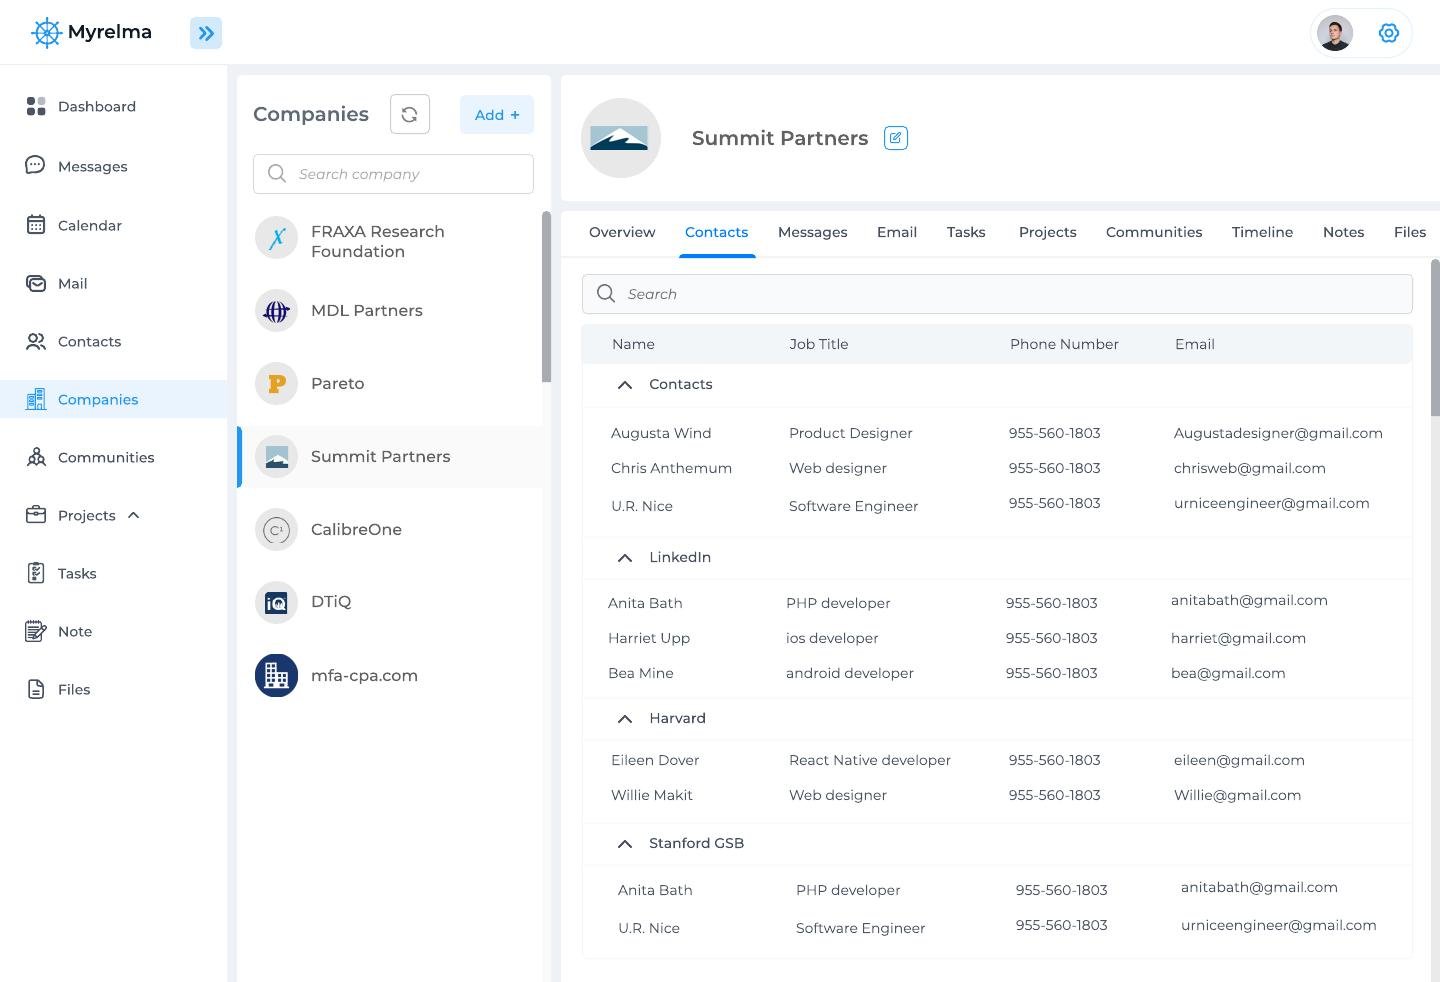 Myrelma
Dashboard
Messages
Calendar
Mail
Contacts
Companies
Communities
Projects
Tasks
Note
Files
Companies
Add +
Search company
FRAXA Research
Foundation
MDL Partners
P
Pareto
Summit Partners
C1
CalibreOne
iQ
DTiQ
mfa-cpa.com
Summit Partners
Overview Contacts Messages Email Tasks Projects Communities Timeline Notes Files
Search
Name Job Title Phone Number Email
Contacts
Augusta Wind Product Designer 955-560-1803 Augustadesigner@gmail.com
Chris Anthemum Web designer 955-560-1803 chrisweb@gmail.com
U.R. Nice Software Engineer 955-560-1803 urniceengineer@gmail.com
LinkedIn
Anita Bath PHP developer 955-560-1803 anitabath@gmail.com
Harriet Upp ios developer 955-560-1803 harriet@gmail.com
Bea Mine android developer 955-560-1803 bea@gmail.com
Harvard
Eileen Dover React Native developer 955-560-1803 eileen@gmail.com
Willie Makit Web designer 955-560-1803 Willie@gmail.com
Stanford GSB
Anita Bath PHP developer 955-560-1803 anitabath@gmail.com
U.R. Nice Software Engineer 955-560-1803 urniceengineer@gmail.com